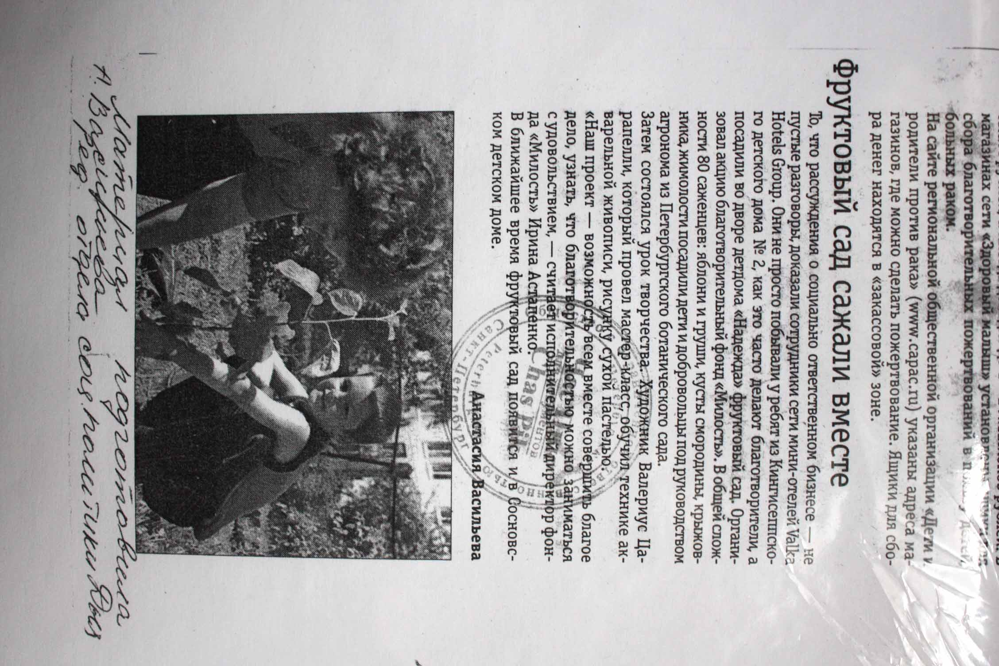 магазинах сети «Здоровый малыш» установлены ящики для
сбора благотворительных пожертвований в пользу детей,
больных раком.
На сайте региональной общественной организации «Дети и
родители против рака» (www.capac.ru) указаны адреса ма-
газинов, где можно сделать пожертвование. Ящики для сбо-
ра денег находятся в «закассовой» зоне.
Фруктовый сад сажали вместе
То, что рассуждения о социально ответственном бизнесе — не
пустые разговоры, доказали сотрудники сети мини-отелей Valka
Hotels Group. Они не просто побывали у ребят из Кингисеппско-
го детского дома № 2, как это часто делают благотворители, а
посадили во дворе детдома «Надежда» фруктовый сад. Органи-
зовал акцию благотворительный фонд «Милость». В общей слож-
ности 80 саженцев: яблони и груши, кусты смородины, крыжов-
ника, жимолости посадили дети и добровольцы под руководством
агронома из Петербургского ботанического сада.
Затем состоялся урок творчества. Художник Валериус Ца-
рапелли, который провел мастер-класс, обучил технике ак-
варельной живописи, рисунку сухой пастелью.
«Наш проект — возможность всем вместе совершить благое
дело, узнать, что благотворительностью можно заниматься
с удовольствием, — считает исполнительный директор фон-
да «Милость» Ирина Астапенко.
В ближайшее время фруктовый сад появится и в Сосновс-
ком детском доме.
Анастасия Васильева
Час Пик
Chas Pik
Санкт-Петербург
Материал подготовила
А. Васильева
ред. отдела соц. политики